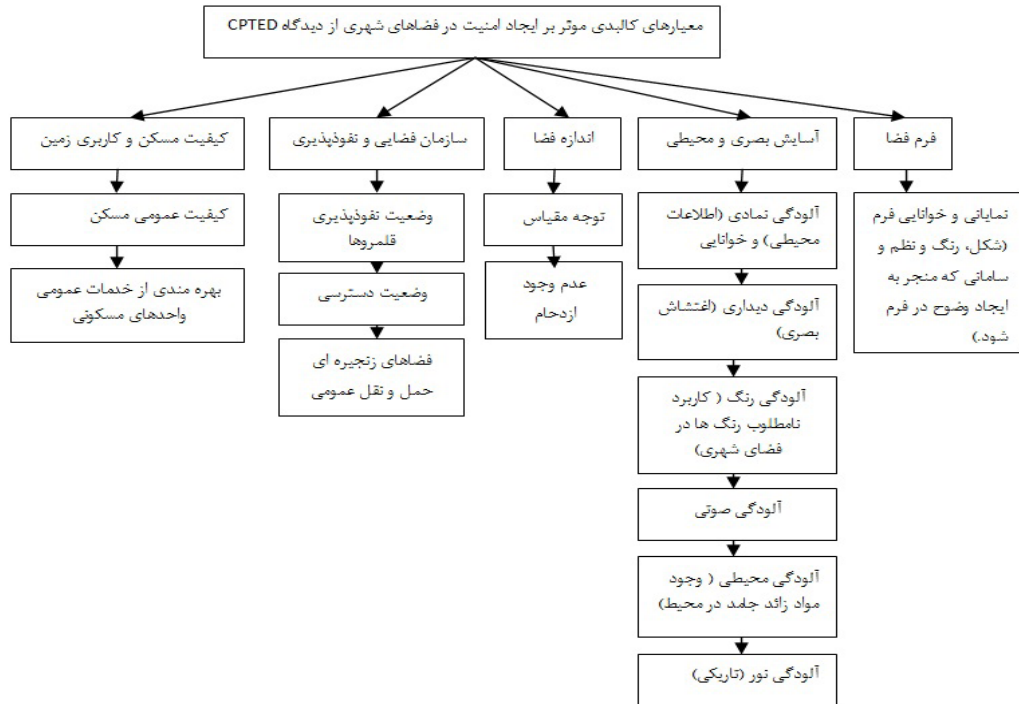 معیارهای کالبدی موثر بر ایجاد امنیت در فضاهای شهری از دیدگاه CPTED
فرم فضا
نمایانی و خوانایی فرم
(شکل، رنگ و نظم و
سامانی که منجر به
ایجاد وضوح در فرم
شود.)
آسایش بصری و محیطی
آلودگی نمادی (اطلاعات
محیطی) و خوانایی
آلودگی دیداری (اغتشاش
بصری)
آلودگی رنگ ( کاربرد
نامطلوب رنگ ها در
فضای شهری)
آلودگی صوتی
آلودگی محیطی ( وجود
مواد زائد جامد در محیط)
آلودگی نور (تاریکی)
اندازه فضا
توجه مقیاس
عدم وجود
ازدحام
سازمان فضایی و نفوذپذیری
وضعیت نفوذپذیری
قلمروها
وضعیت دسترسی
فضاهای زنجیره ای
حمل و نقل عمومی
کیفیت مسکن و کاربری زمین
کیفیت عمومی مسکن
بهره مندی از خدمات عمومی
واحدهای مسکونی